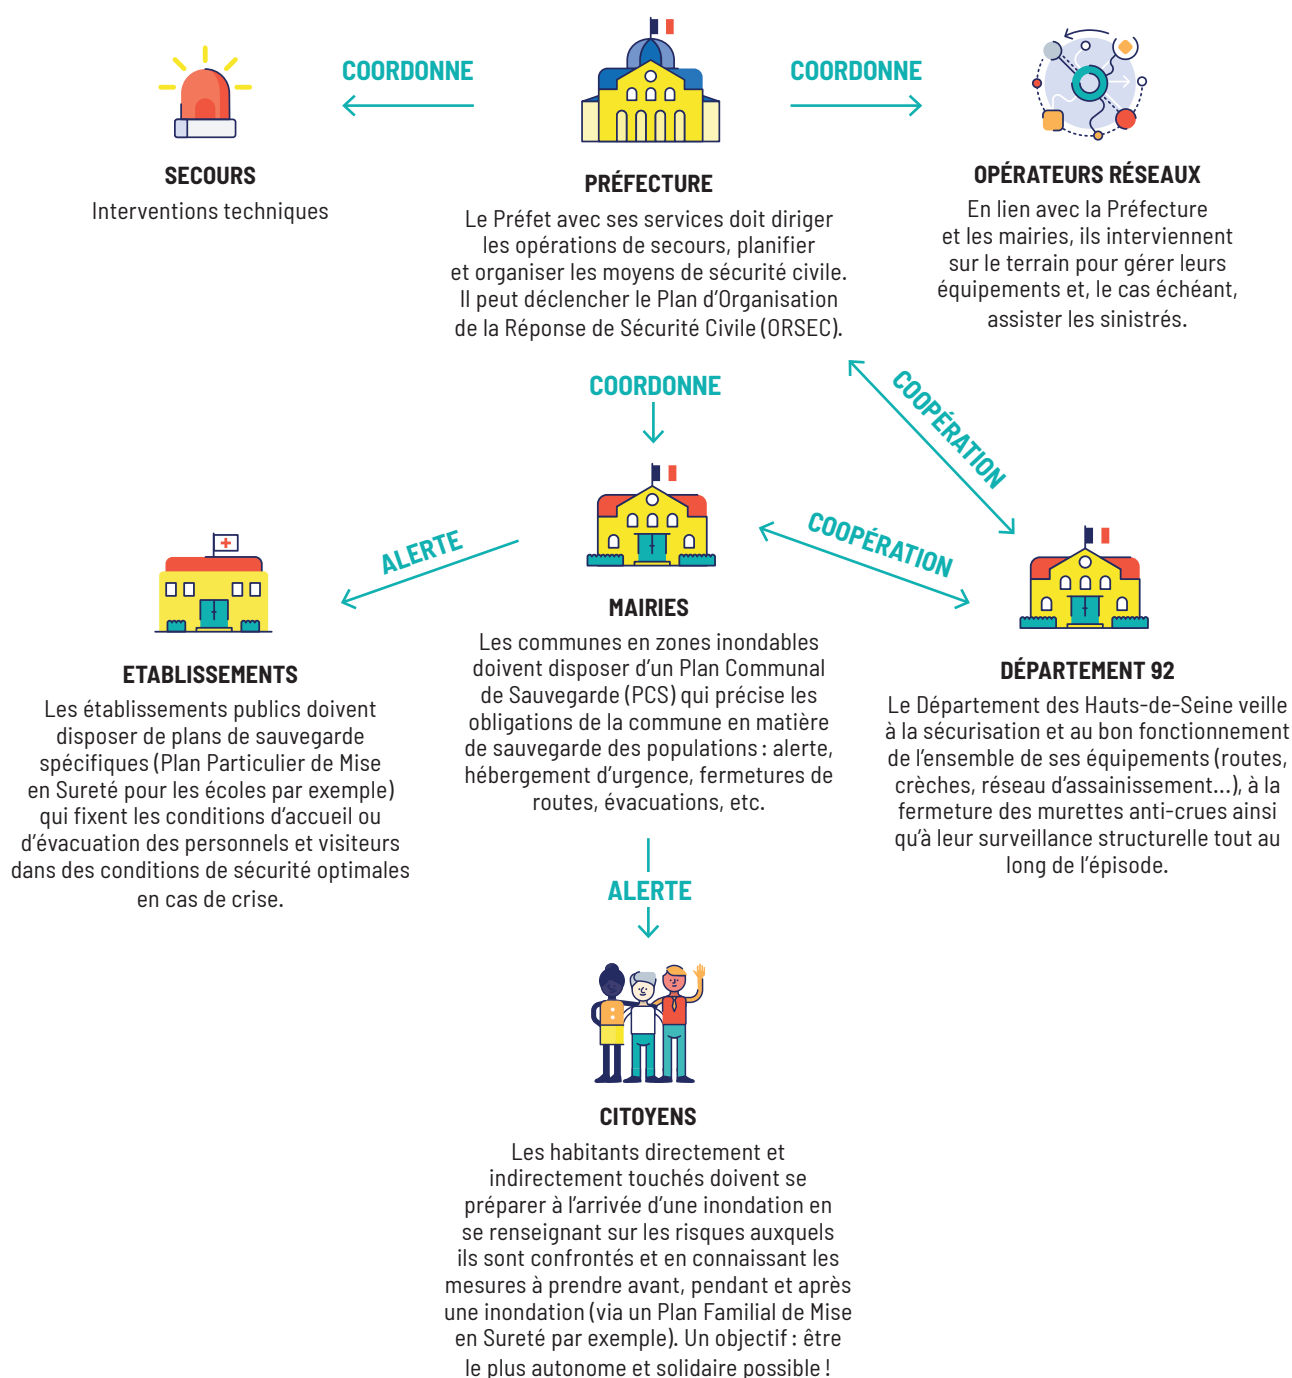 COORDONNE
COORDONNE
SECOURS
Interventions techniques
PRÉFECTURE
Le Préfet avec ses services doit diriger
les opérations de secours, planifier
et organiser les moyens de sécurité civile.
Il peut déclencher le Plan d'Organisation
de la Réponse de Sécurité Civile (ORSEC).
OPÉRATEURS RÉSEAUX
En lien avec la Préfecture
et les mairies, ils interviennent
sur le terrain pour gérer leurs
équipements et, le cas échéant,
assister les sinistrés.
COORDONNE
COOPÉRATION
ALERTE
COOPÉRATION
ETABLISSEMENTS
Les établissements publics doivent
disposer de plans de sauvegarde
spécifiques (Plan Particulier de Mise
en Sureté pour les écoles par exemple)
qui fixent les conditions d'accueil ou
d'évacuation des personnels et visiteurs
dans des conditions de sécurité optimales
en cas de crise.
MAIRIES
Les communes en zones inondables
doivent disposer d'un Plan Communal
de Sauvegarde (PCS) qui précise les
obligations de la commune en matière
de sauvegarde des populations : alerte,
hébergement d'urgence, fermetures de
routes, évacuations, etc.
DÉPARTEMENT 92
Le Département des Hauts-de-Seine veille
à la sécurisation et au bon fonctionnement
de l'ensemble de ses équipements (routes,
crèches, réseau d'assainissement...), à la
fermeture des murettes anti-crues ainsi
qu'à leur surveillance structurelle tout au
long de l'épisode.
ALERTE
CITOYENS
Les habitants directement et
indirectement touchés doivent se
préparer à l'arrivée d'une inondation en
se renseignant sur les risques auxquels
ils sont confrontés et en connaissant les
mesures à prendre avant, pendant et après
une inondation (via un Plan Familial de Mise
en Sureté par exemple). Un objectif : être
le plus autonome et solidaire possible !